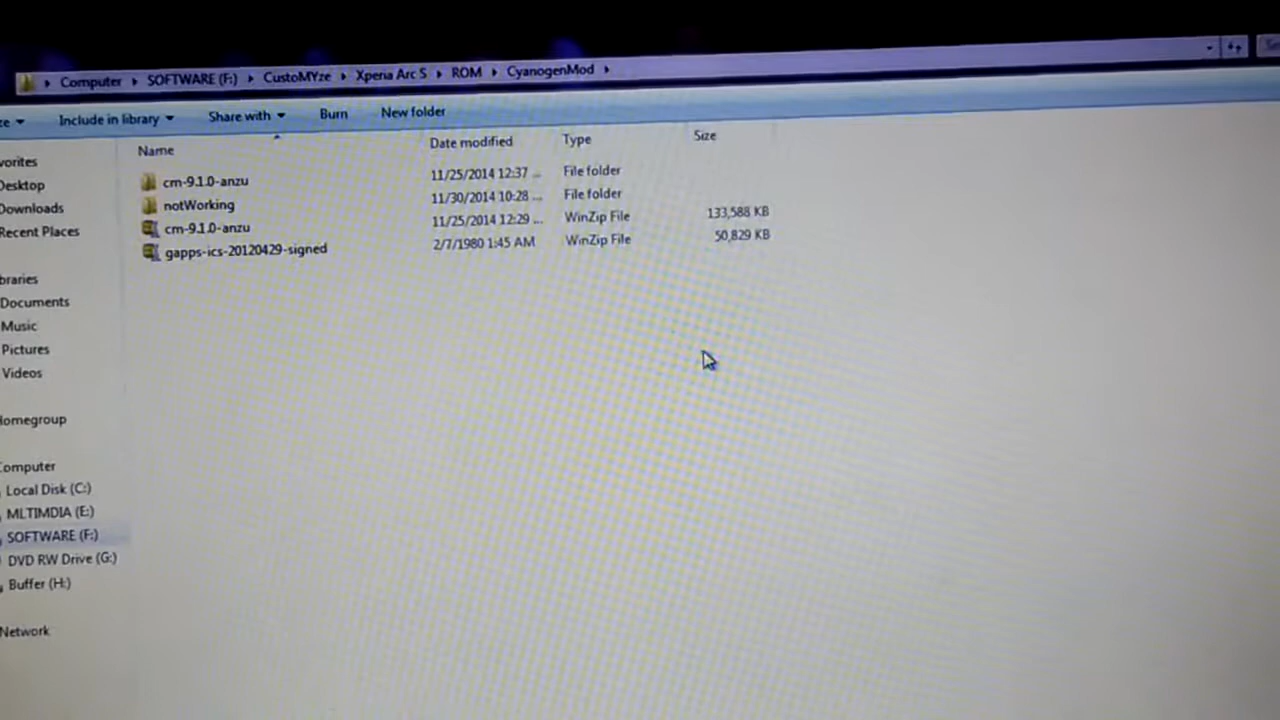 Computer ▸ SOFTWARE (F:) ▸ CustoMYze ▸ Xperia Arc S ▸ ROM ▸ CyanogenMod ▸
Include in library Share with Burn New folder
Name Date modified Type Size
cm-9.1.0-anzu 11/25/2014 12:37 ... File folder
notWorking 11/30/2014 10:28 ... File folder
cm-9.1.0-anzu 11/25/2014 12:29 ... WinZip File 133,588 KB
gapps-ics-20120429-signed 2/7/1980 1:45 AM WinZip File 50,829 KB
vorites
Desktop
Downloads
Recent Places
braries
Documents
Music
Pictures
Videos
Homegroup
Computer
Local Disk (C:)
MLTIMDIA (E:)
SOFTWARE (F:)
DVD RW Drive (G:)
Buffer (H:)
Network